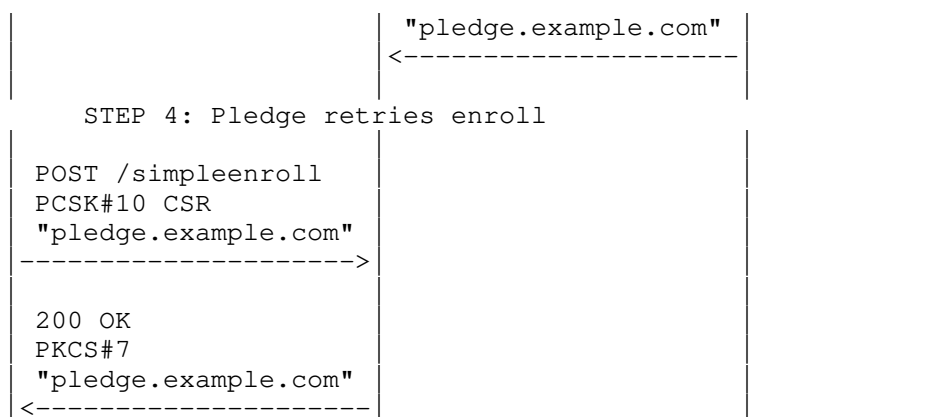 "pledge.example.com"
<---------------------
STEP 4: Pledge retries enroll
POST /simpleenroll
PCSK#10 CSR
"pledge.example.com"
--------------------->
200 OK
PKCS#7
"pledge.example.com"
<---------------------